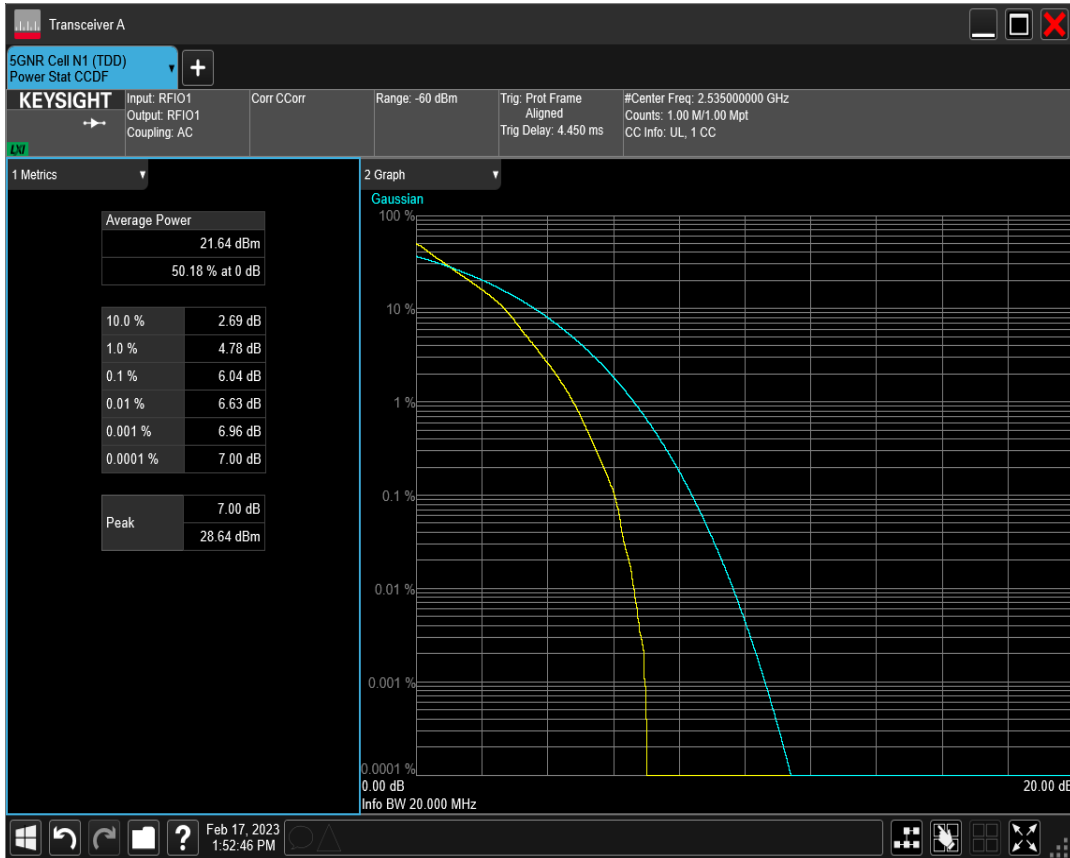 Transceiver A
5GNR Cell N1 (TDD)
Power Stat CCDF
+
KEYSIGHT
LXI
Input: RFIO1
Output: RFIO1
Coupling: AC
Corr CCorr
Range: -60 dBm
Trig: Prot Frame
Aligned
Trig Delay: 4.450 ms
#Center Freq: 2.535000000 GHz
Counts: 1.00 M/1.00 Mpt
CC Info: UL, 1 CC
1 Metrics
Average Power
21.64 dBm
50.18 % at 0 dB
10.0 % 2.69 dB
1.0 % 4.78 dB
0.1 % 6.04 dB
0.01 % 6.63 dB
0.001 % 6.96 dB
0.0001 % 7.00 dB
Peak
7.00 dB
28.64 dBm
2 Graph
Gaussian
100 %
10 %
1 %
0.1 %
0.01 %
0.001 %
0.0001 %
0.00 dB 20.00 dB
Info BW 20.000 MHz
?
Feb 17, 2023
1:52:46 PM